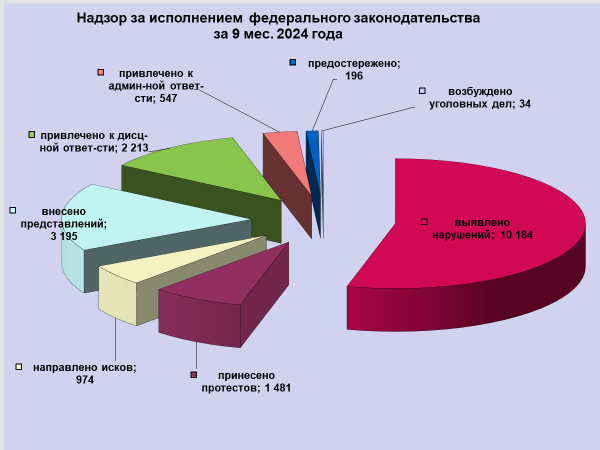 Надзор за исполнением федерального законодательства
за 9 мес. 2024 года
предостережено;
196
привлечено к
админ-ной ответ-
сти; 547
возбуждено
уголовных дел; 34
привлечено к дисц-
ной ответ-сти; 2 213
внесено
представлений;
3 195
выявлено
нарушений; 10 184
направлено исков;
974
принесено
протестов; 1 481